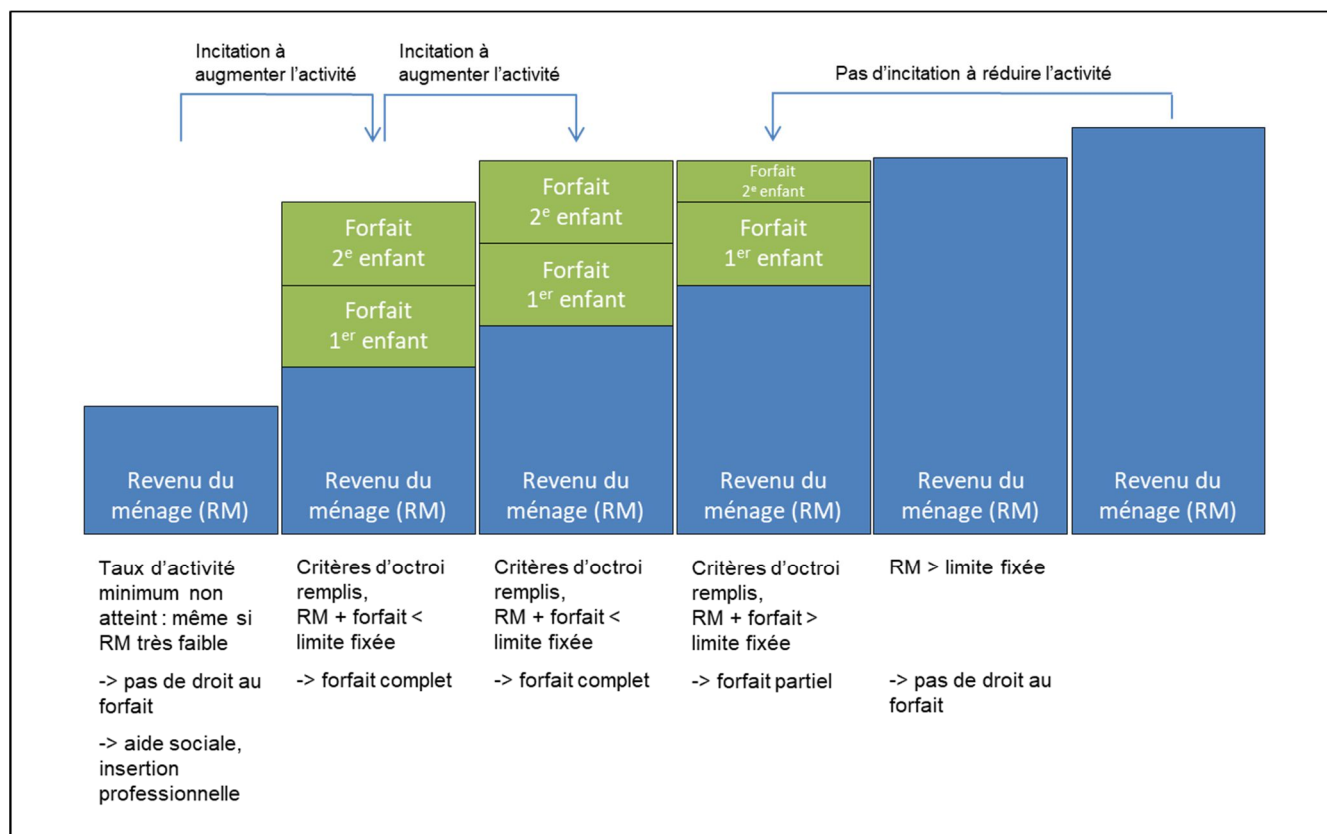 Incitation à
augmenter l’activité
Incitation à
augmenter l’activité
Pas d’incitation à réduire l’activité
Forfait
2e enfant
Forfait
1er enfant
Forfait
2e enfant
Forfait
1er enfant
Forfait
2e enfant
Forfait
1er enfant
Revenu du
ménage (RM)
Revenu du
ménage (RM)
Revenu du
ménage (RM)
Revenu du
ménage (RM)
Revenu du
ménage (RM)
Revenu du
ménage (RM)
Taux d’activité
minimum non
atteint : même si
RM très faible
-> pas de droit au
forfait
-> aide sociale,
insertion
professionnelle
Critères d’octroi
remplis,
RM + forfait <
limite fixée
-> forfait complet
Critères d’octroi
remplis,
RM + forfait <
limite fixée
-> forfait complet
Critères d’octroi
remplis,
RM + forfait >
limite fixée
-> forfait partiel
RM > limite fixée
-> pas de droit au
forfait